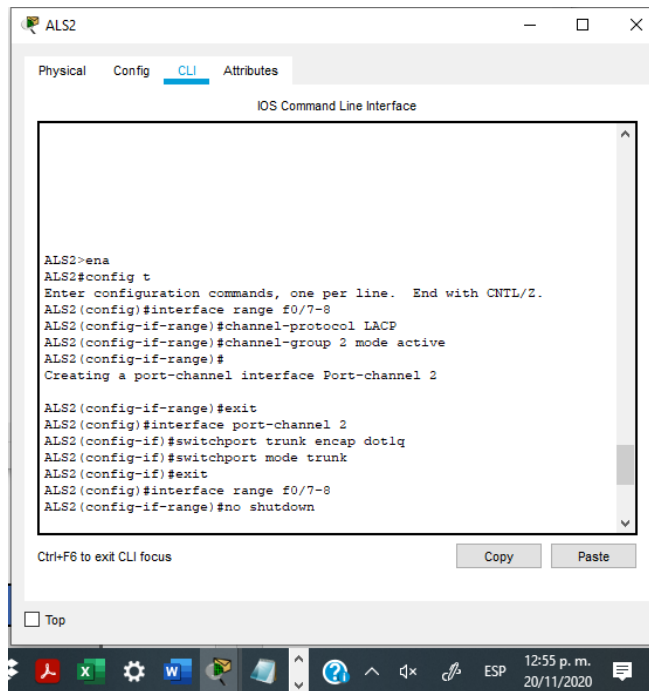 ALS2
Physical Config CLI Attributes
IOS Command Line Interface
ALS2>ena
ALS2#config t
Enter configuration commands, one per line. End with CNTL/Z.
ALS2(config)#interface range f0/7-8
ALS2(config-if-range)#channel-protocol LACP
ALS2(config-if-range)#channel-group 2 mode active
ALS2(config-if-range)#
Creating a port-channel interface Port-channel 2
ALS2(config-if-range)#exit
ALS2(config)#interface port-channel 2
ALS2(config-if)#switchport trunk encap dot1q
ALS2(config-if)#switchport mode trunk
ALS2(config-if)#exit
ALS2(config)#interface range f0/7-8
ALS2(config-if-range)#no shutdown
Ctrl+F6 to exit CLI focus
Copy Paste
Top
ESP
12:55 p. m.
20/11/2020